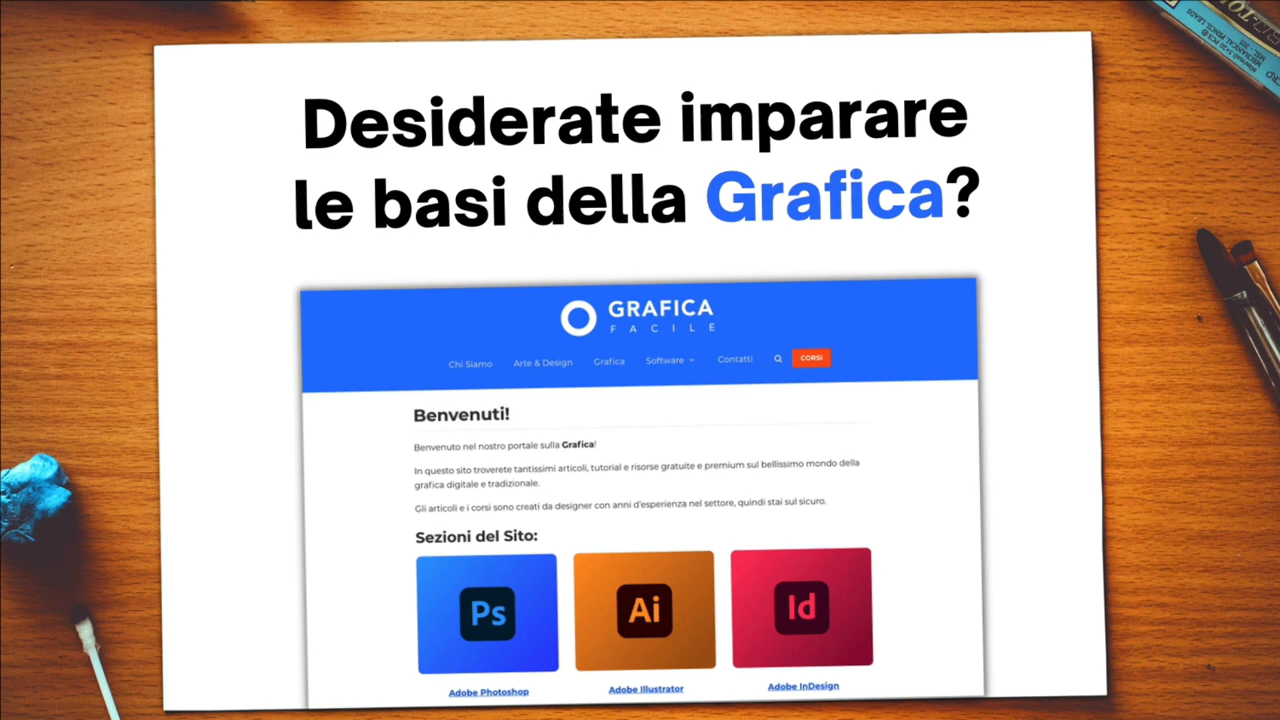 Desiderate imparare
le basi della Grafica?
GRAFICA
FACILE
Chi Siamo Arte & Design Grafica Software Contatti CORSI
Benvenuti!
Benvenuto nel nostro portale sulla Grafica!
In questo sito troverete tantissimi articoli, tutorial e risorse gratuite e premium sul bellissimo mondo della
grafica digitale e tradizionale.
Gli articoli e i corsi sono creati da designer con anni d'esperienza nel settore, quindi stai sul sicuro.
Sezioni del Sito:
Ps Ai Id
Adobe Photoshop Adobe Illustrator Adobe InDesign
MECHANICAL PENCIL LEADS